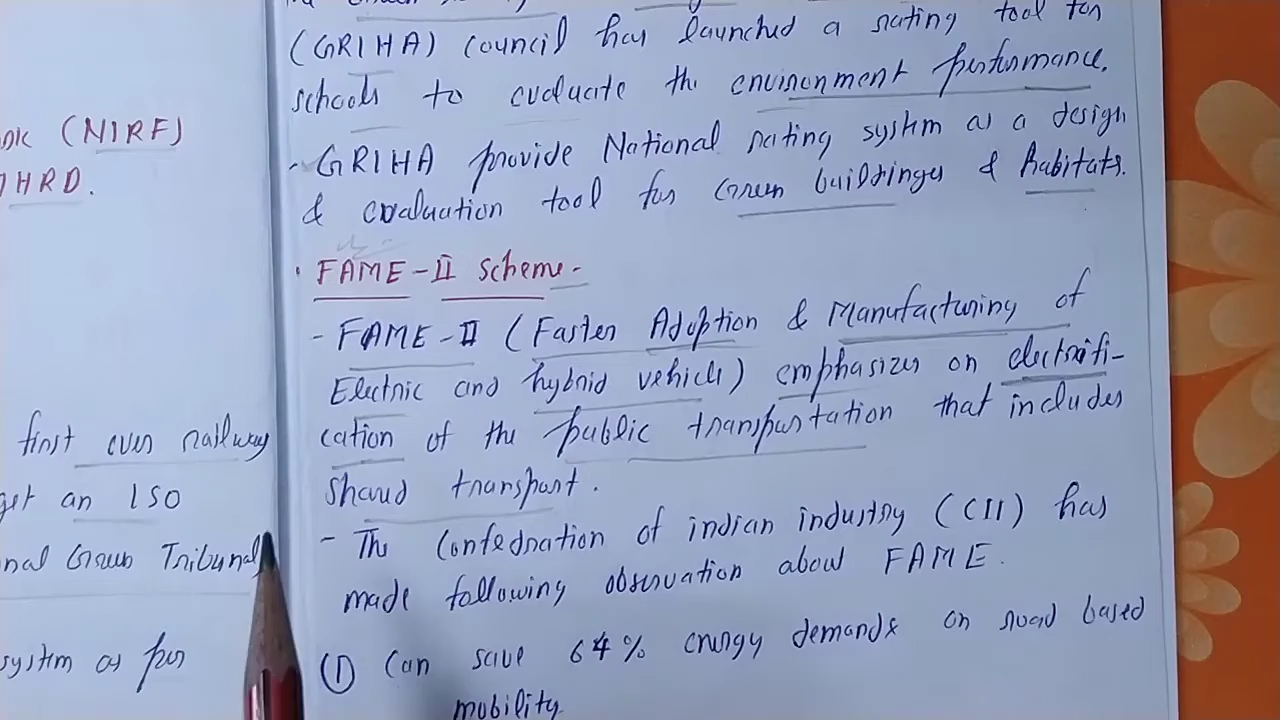 (GRIHA) council has launched a rating tool for
schools to evaluate the environment performance.
- GRIHA provide National rating system as a design
& evaluation tool for Green buildings & habitats.
• FAME-II Scheme-
- FAME-II (Faster Adoption & Manufacturing of
Electric and hybrid vehicle) emphasizes on electrifi-
cation of the public transportation that includes
shared transport.
- The Confedration of indian industry (CII) has
made following observation about FAME.
① Can save 64% energy demands on road based
mobility
(NIRF)
HRD.
first ever railway
get an ISO
Green Tribunal
system as per